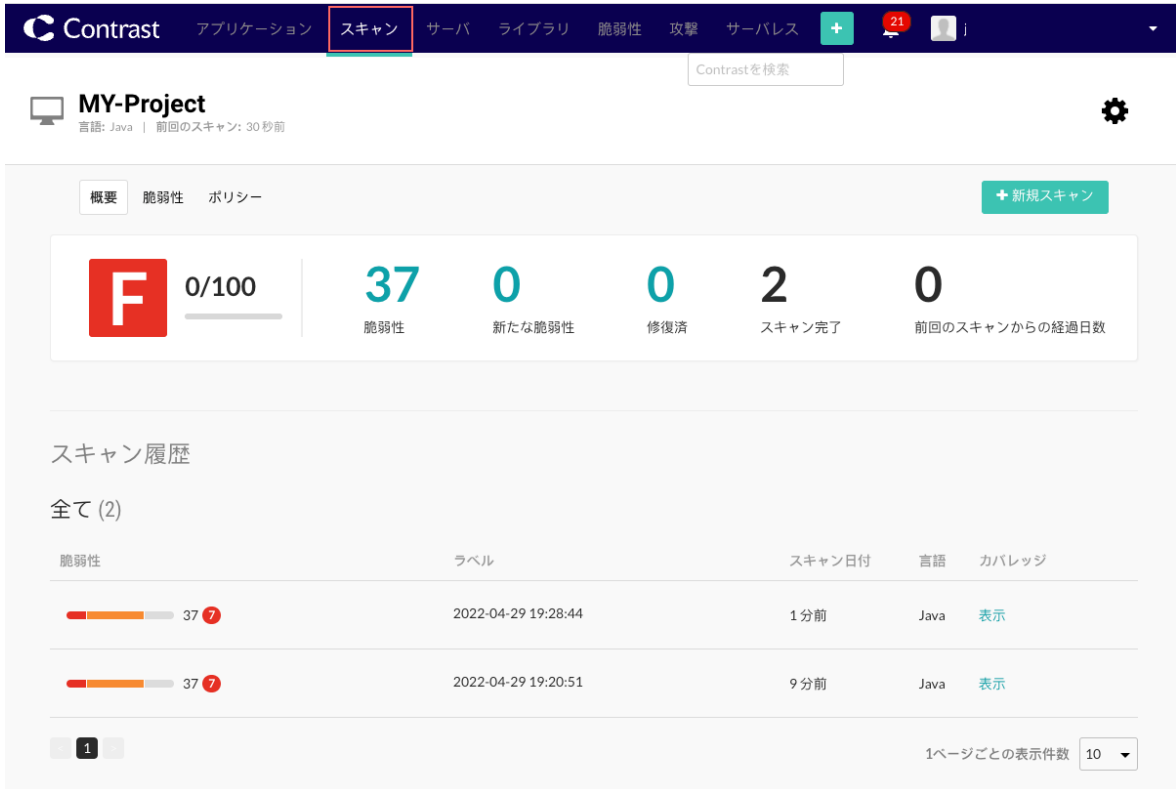 Contrast アプリケーション スキャン サーバ ライブラリ 脆弱性 攻撃 サーバレス + 21 j
Contrastを検索
MY-Project
言語: Java | 前回のスキャン: 30 秒前
概要 脆弱性 ポリシー + 新規スキャン
F 0/100 37 0 0 2 0
脆弱性 新たな脆弱性 修復済 スキャン完了 前回のスキャンからの経過日数
スキャン履歴
全て (2)
脆弱性 ラベル スキャン日付 言語 カバレッジ
37 7 2022-04-29 19:28:44 1 分前 Java 表示
37 7 2022-04-29 19:20:51 9 分前 Java 表示
1 1ページごとの表示件数 10